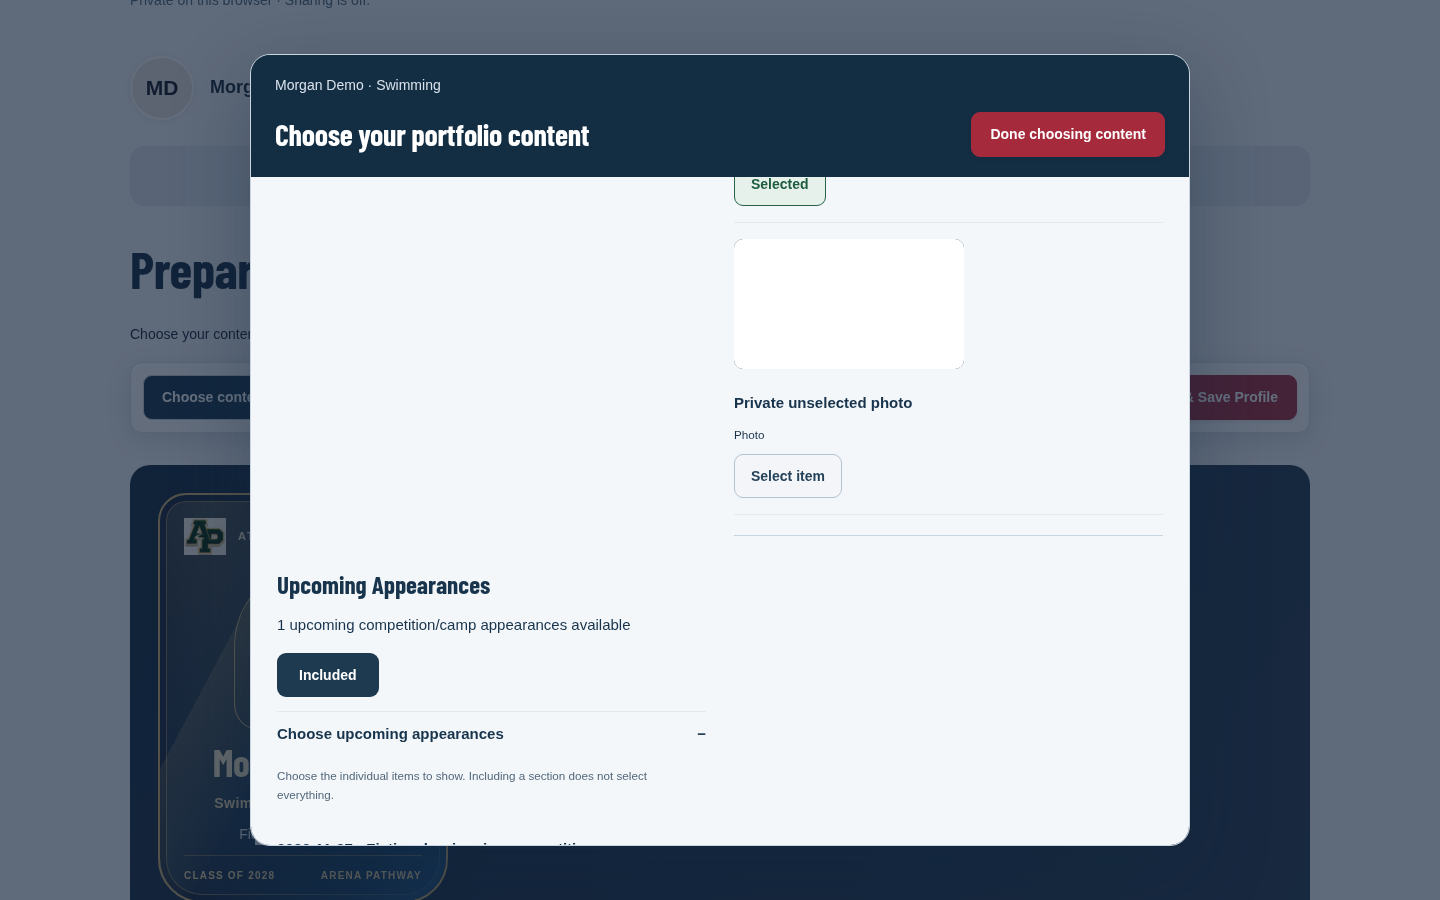 Private on this browser · Sharing is off.
MD
Morg
Morgan Demo · Swimming
Choose your portfolio content
Done choosing content
Selected
Prepar
Choose your conten
Choose conte
& Save Profile
Private unselected photo
Photo
Select item
AP
Upcoming Appearances
1 upcoming competition/camp appearances available
Included
Choose upcoming appearances
–
Choose the individual items to show. Including a section does not select
everything.
Mo
Swim
CLASS OF 2028
ARENA PATHWAY